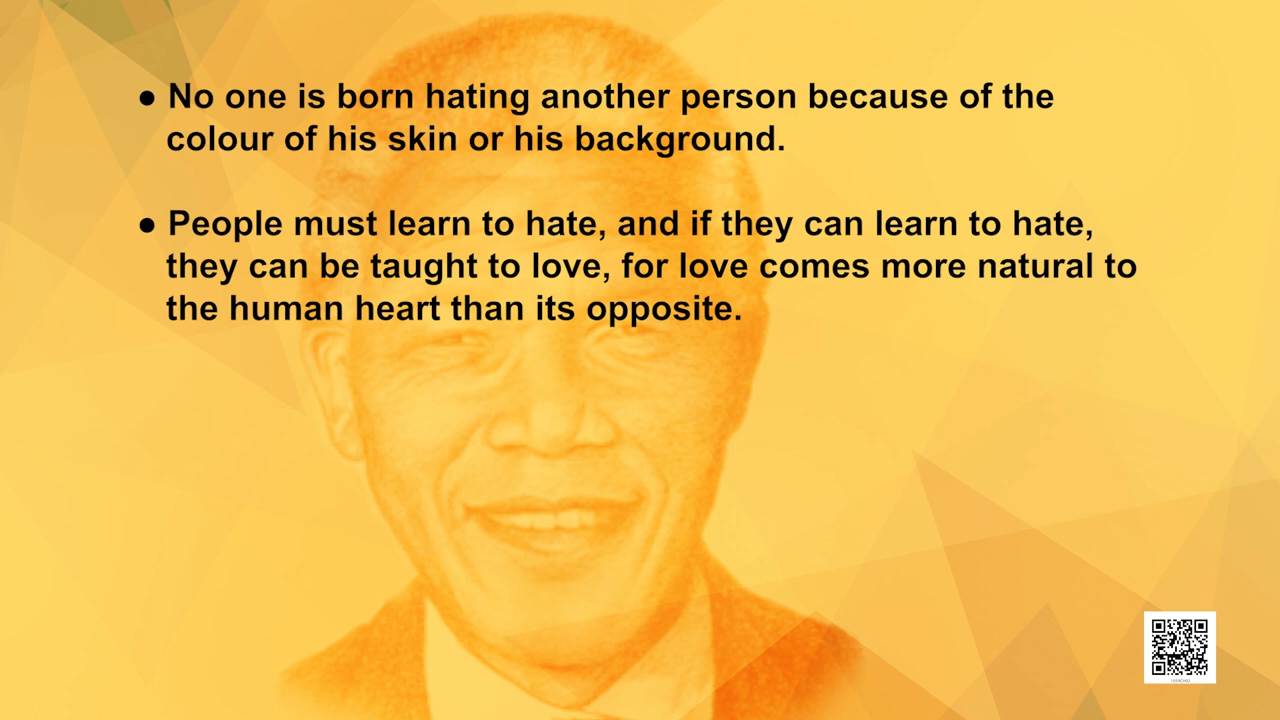 ● No one is born hating another person because of the
colour of his skin or his background.
● People must learn to hate, and if they can learn to hate,
they can be taught to love, for love comes more natural to
the human heart than its opposite.